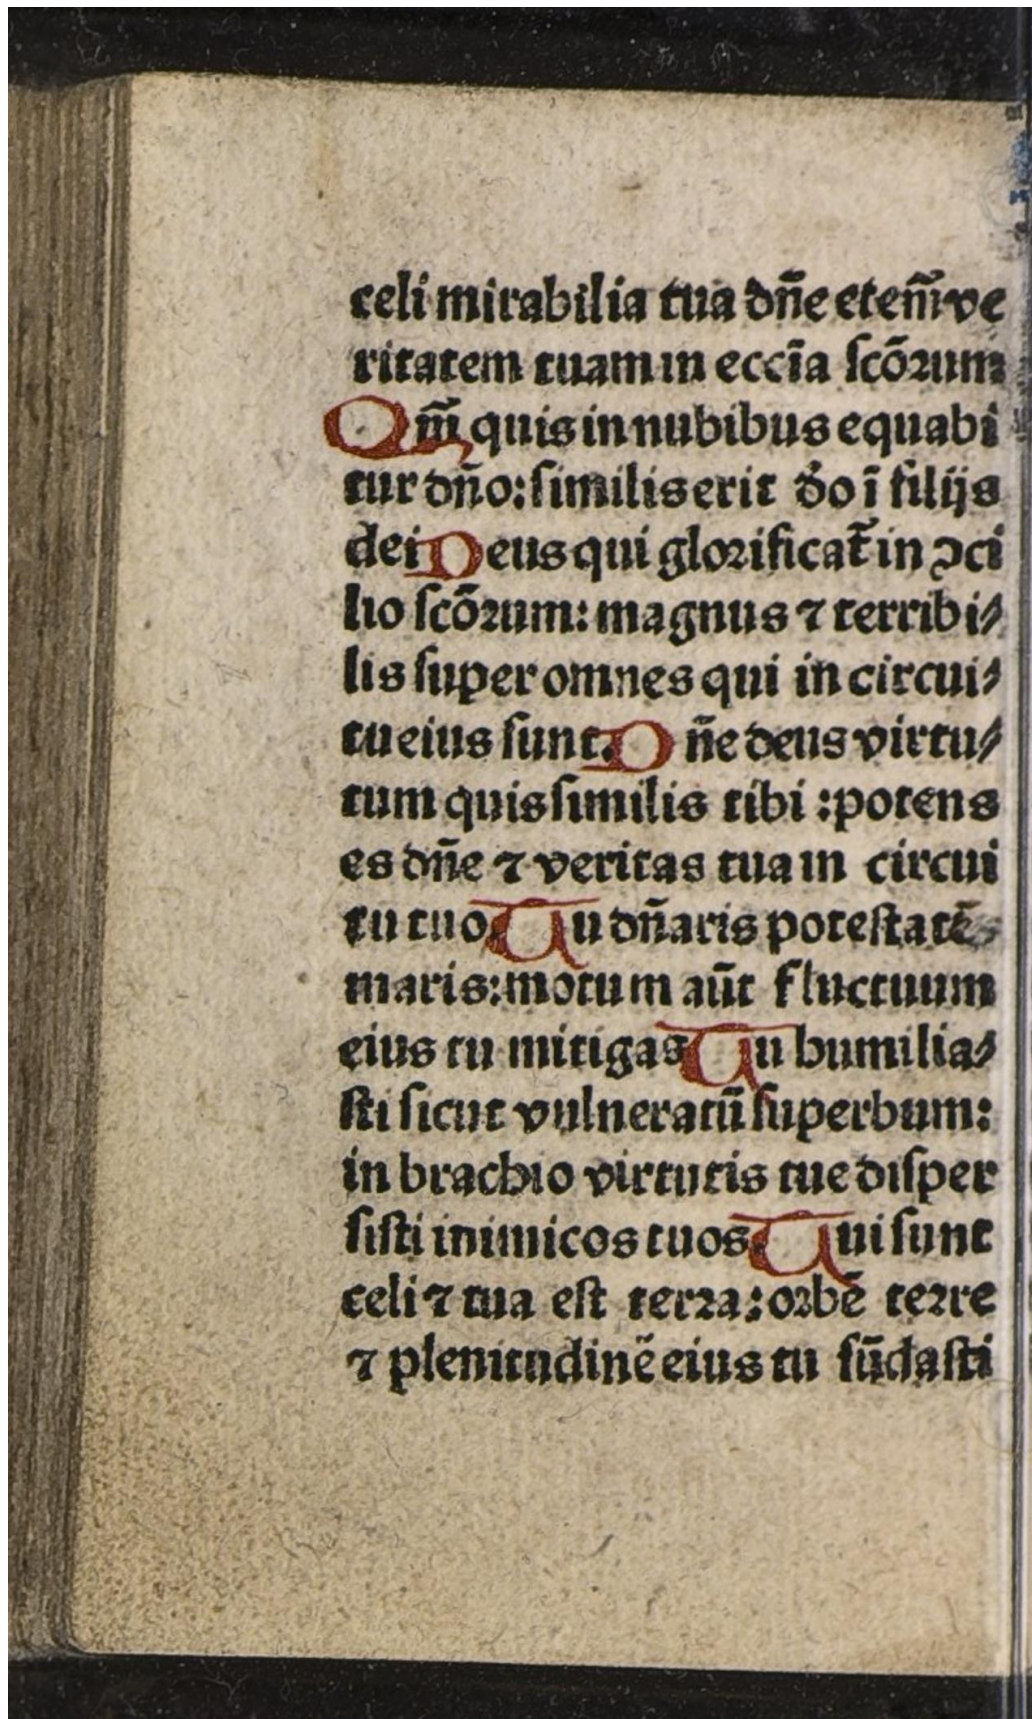 celi mirabilia tua dñe etem̃ ve
ritatem tuam in eccĩa scõrum
Qm̃ quis in nubibus equabi
tur dño: similis erit d̓o ĩ filijs
dei Deus qui glorificat̃ in ↄci
lio scõrum: magnus ⁊ terribi⸗
lis super omnes qui in circui⸗
tu eius sunt. Dñe deus virtu⸗
tum quis similis tibi : potens
es dñe ⁊ veritas tua in circui
tu tuo. Tu dñaris potestatẽ
maris: motum aũt fluctuum
eius tu mitigas Tu humilia⸗
sti sicut vulneratũ superbum:
in brachio virtutis tue disper
sisti inimicos tuos. Tui sunt
celi ⁊ tua est terra: orbẽ terre
⁊ plenitudinẽ eius tu fũdasti